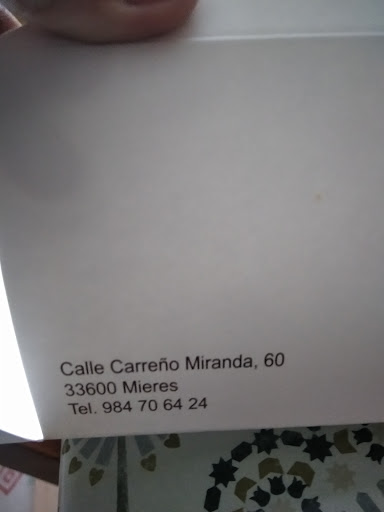 Calle Carreño Miranda, 60
33600 Mieres
Tel. 984 70 64 24